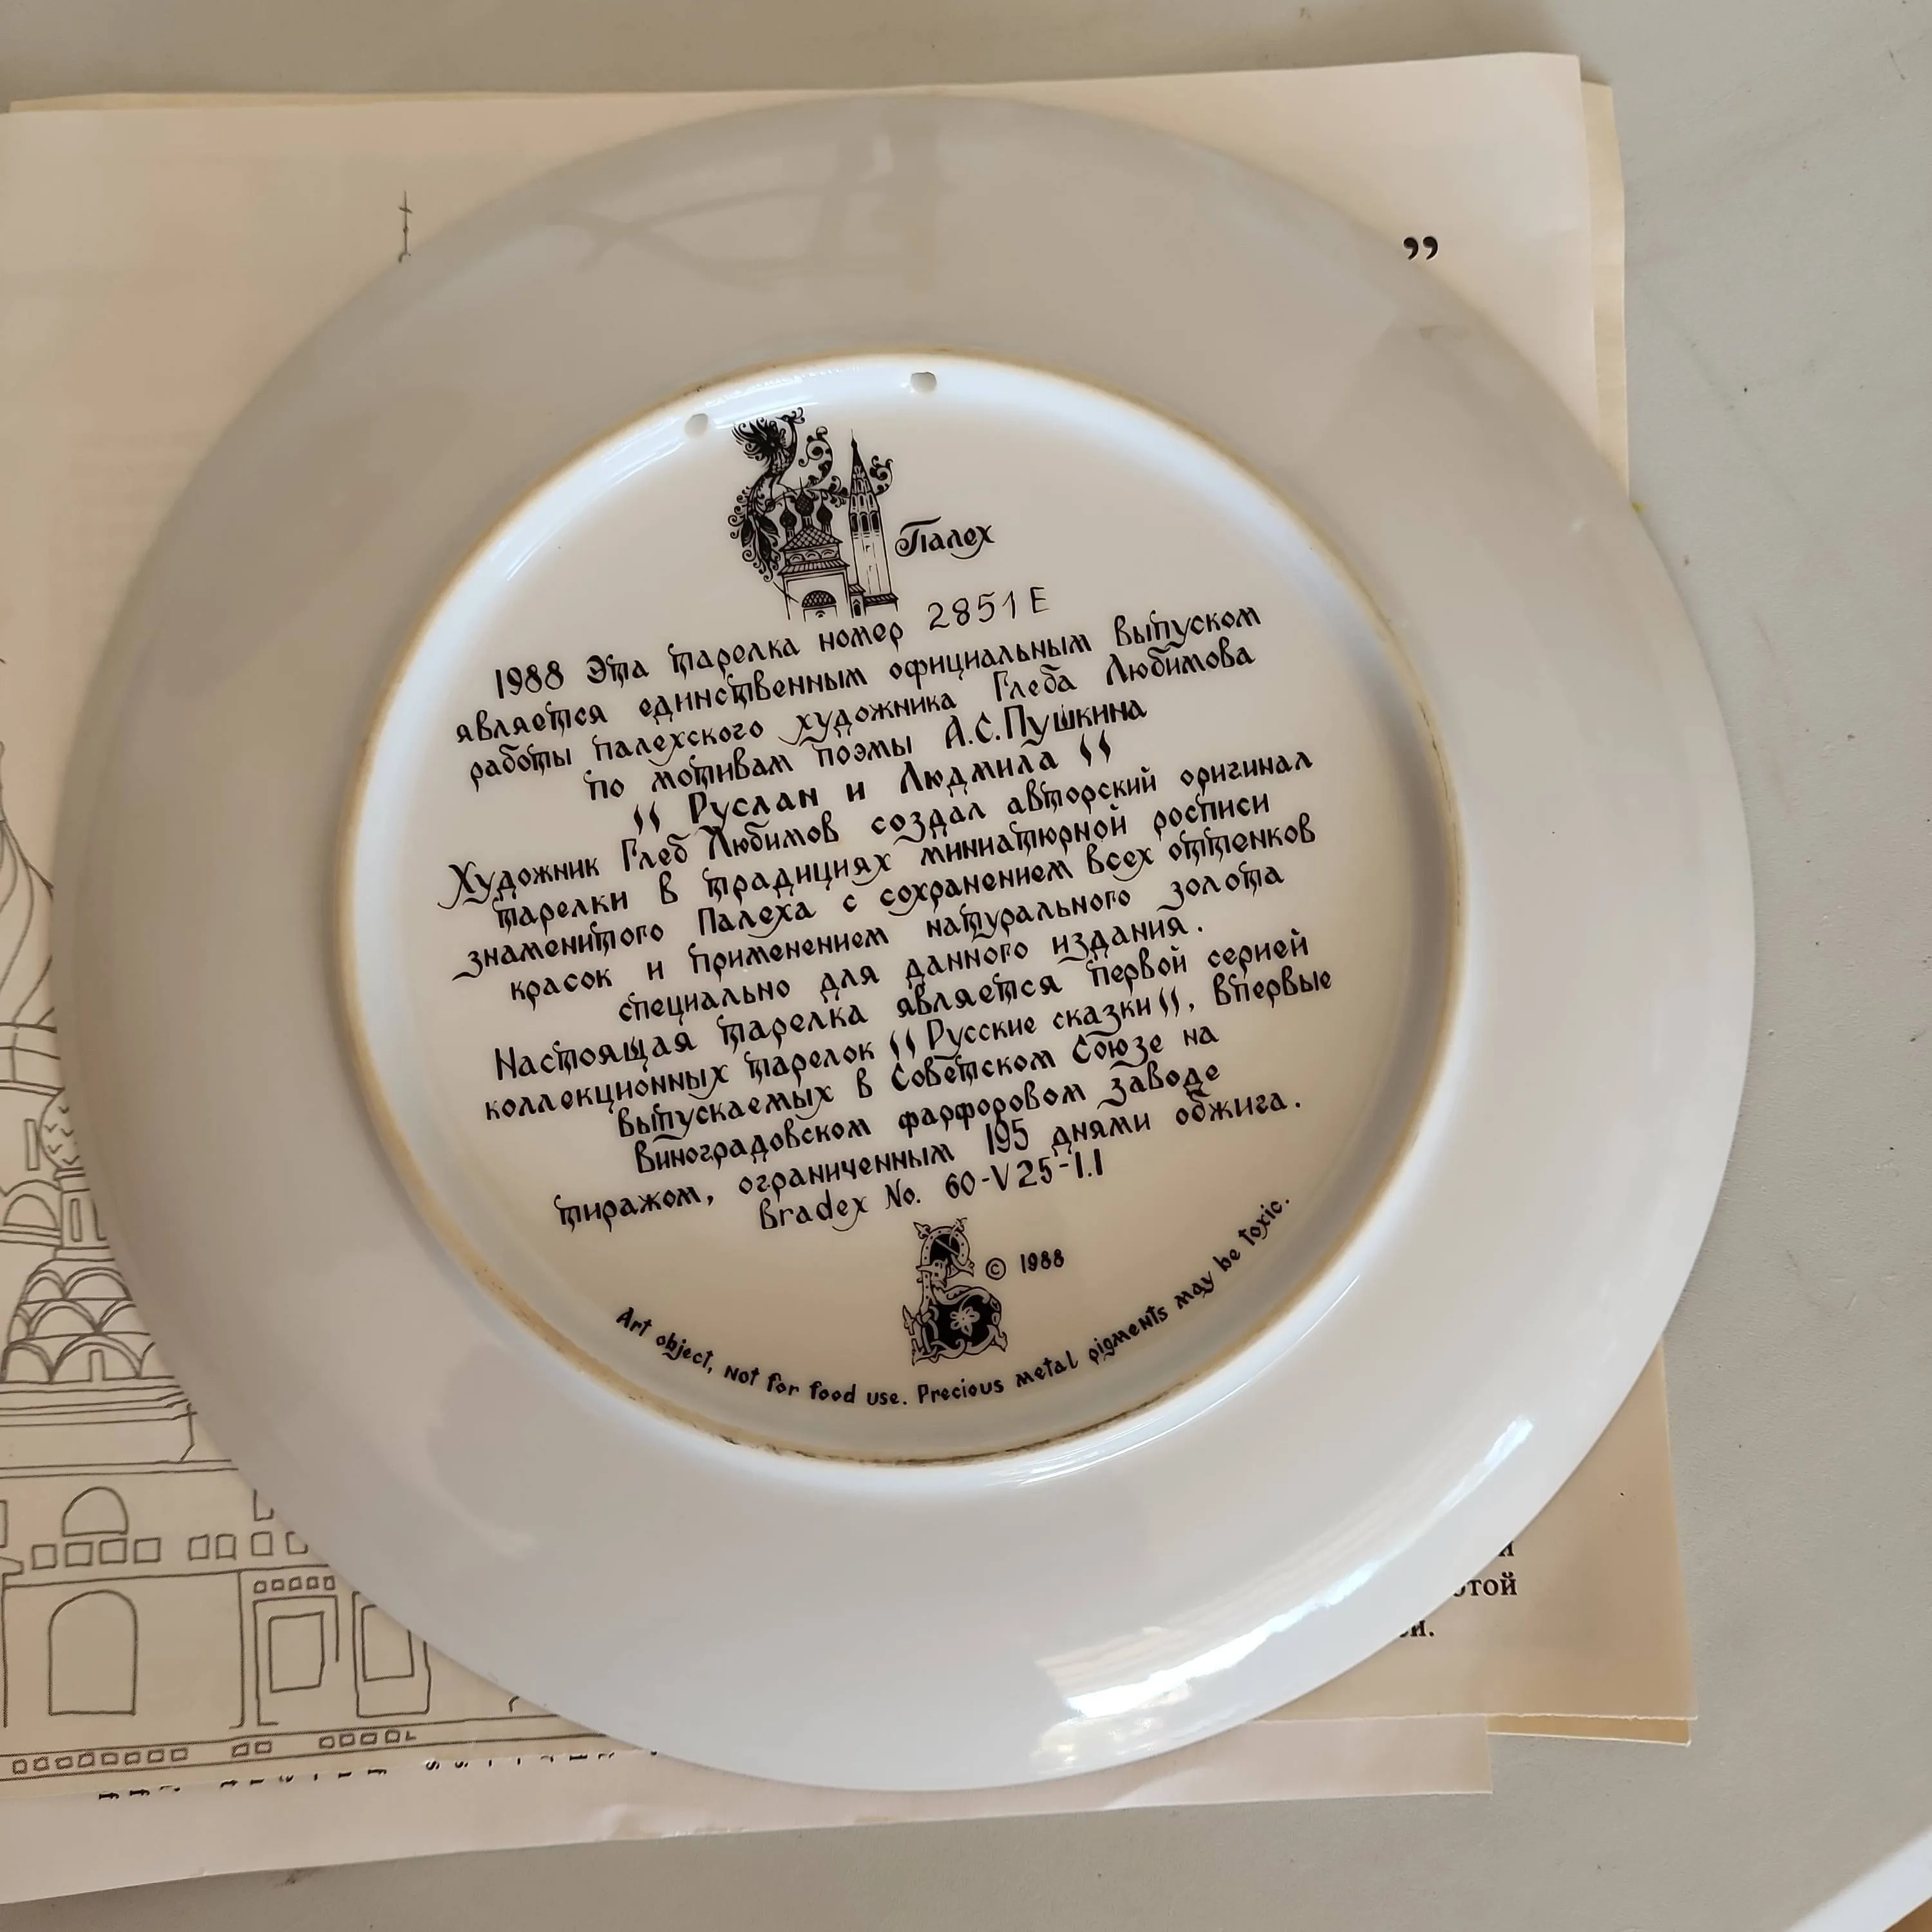 ”
Палех
1988 Эта тарелка номер 2851 E
является единственным официальным выпуском
работы палехского художника Глеба Любимова
по мотивам поэмы А.С.Пушкина
" Руслан и Людмила "
Художник Глеб Любимов создал авторский оригинал
тарелки в традициях миниатюрной росписи
знаменитого Палеха с сохранением всех оттенков
красок и применением натурального золота
специально для данного издания.
Настоящая тарелка является первой серией
коллекционных тарелок "Русские сказки", впервые
выпускаемых в Советском Союзе на
Виноградовском фарфоровом заводе
тиражом, ограниченным 195 днями обжига.
Bradex No. 60-V25-1.1
© 1988
Art object, not for food use. Precious metal pigments may be toxic.